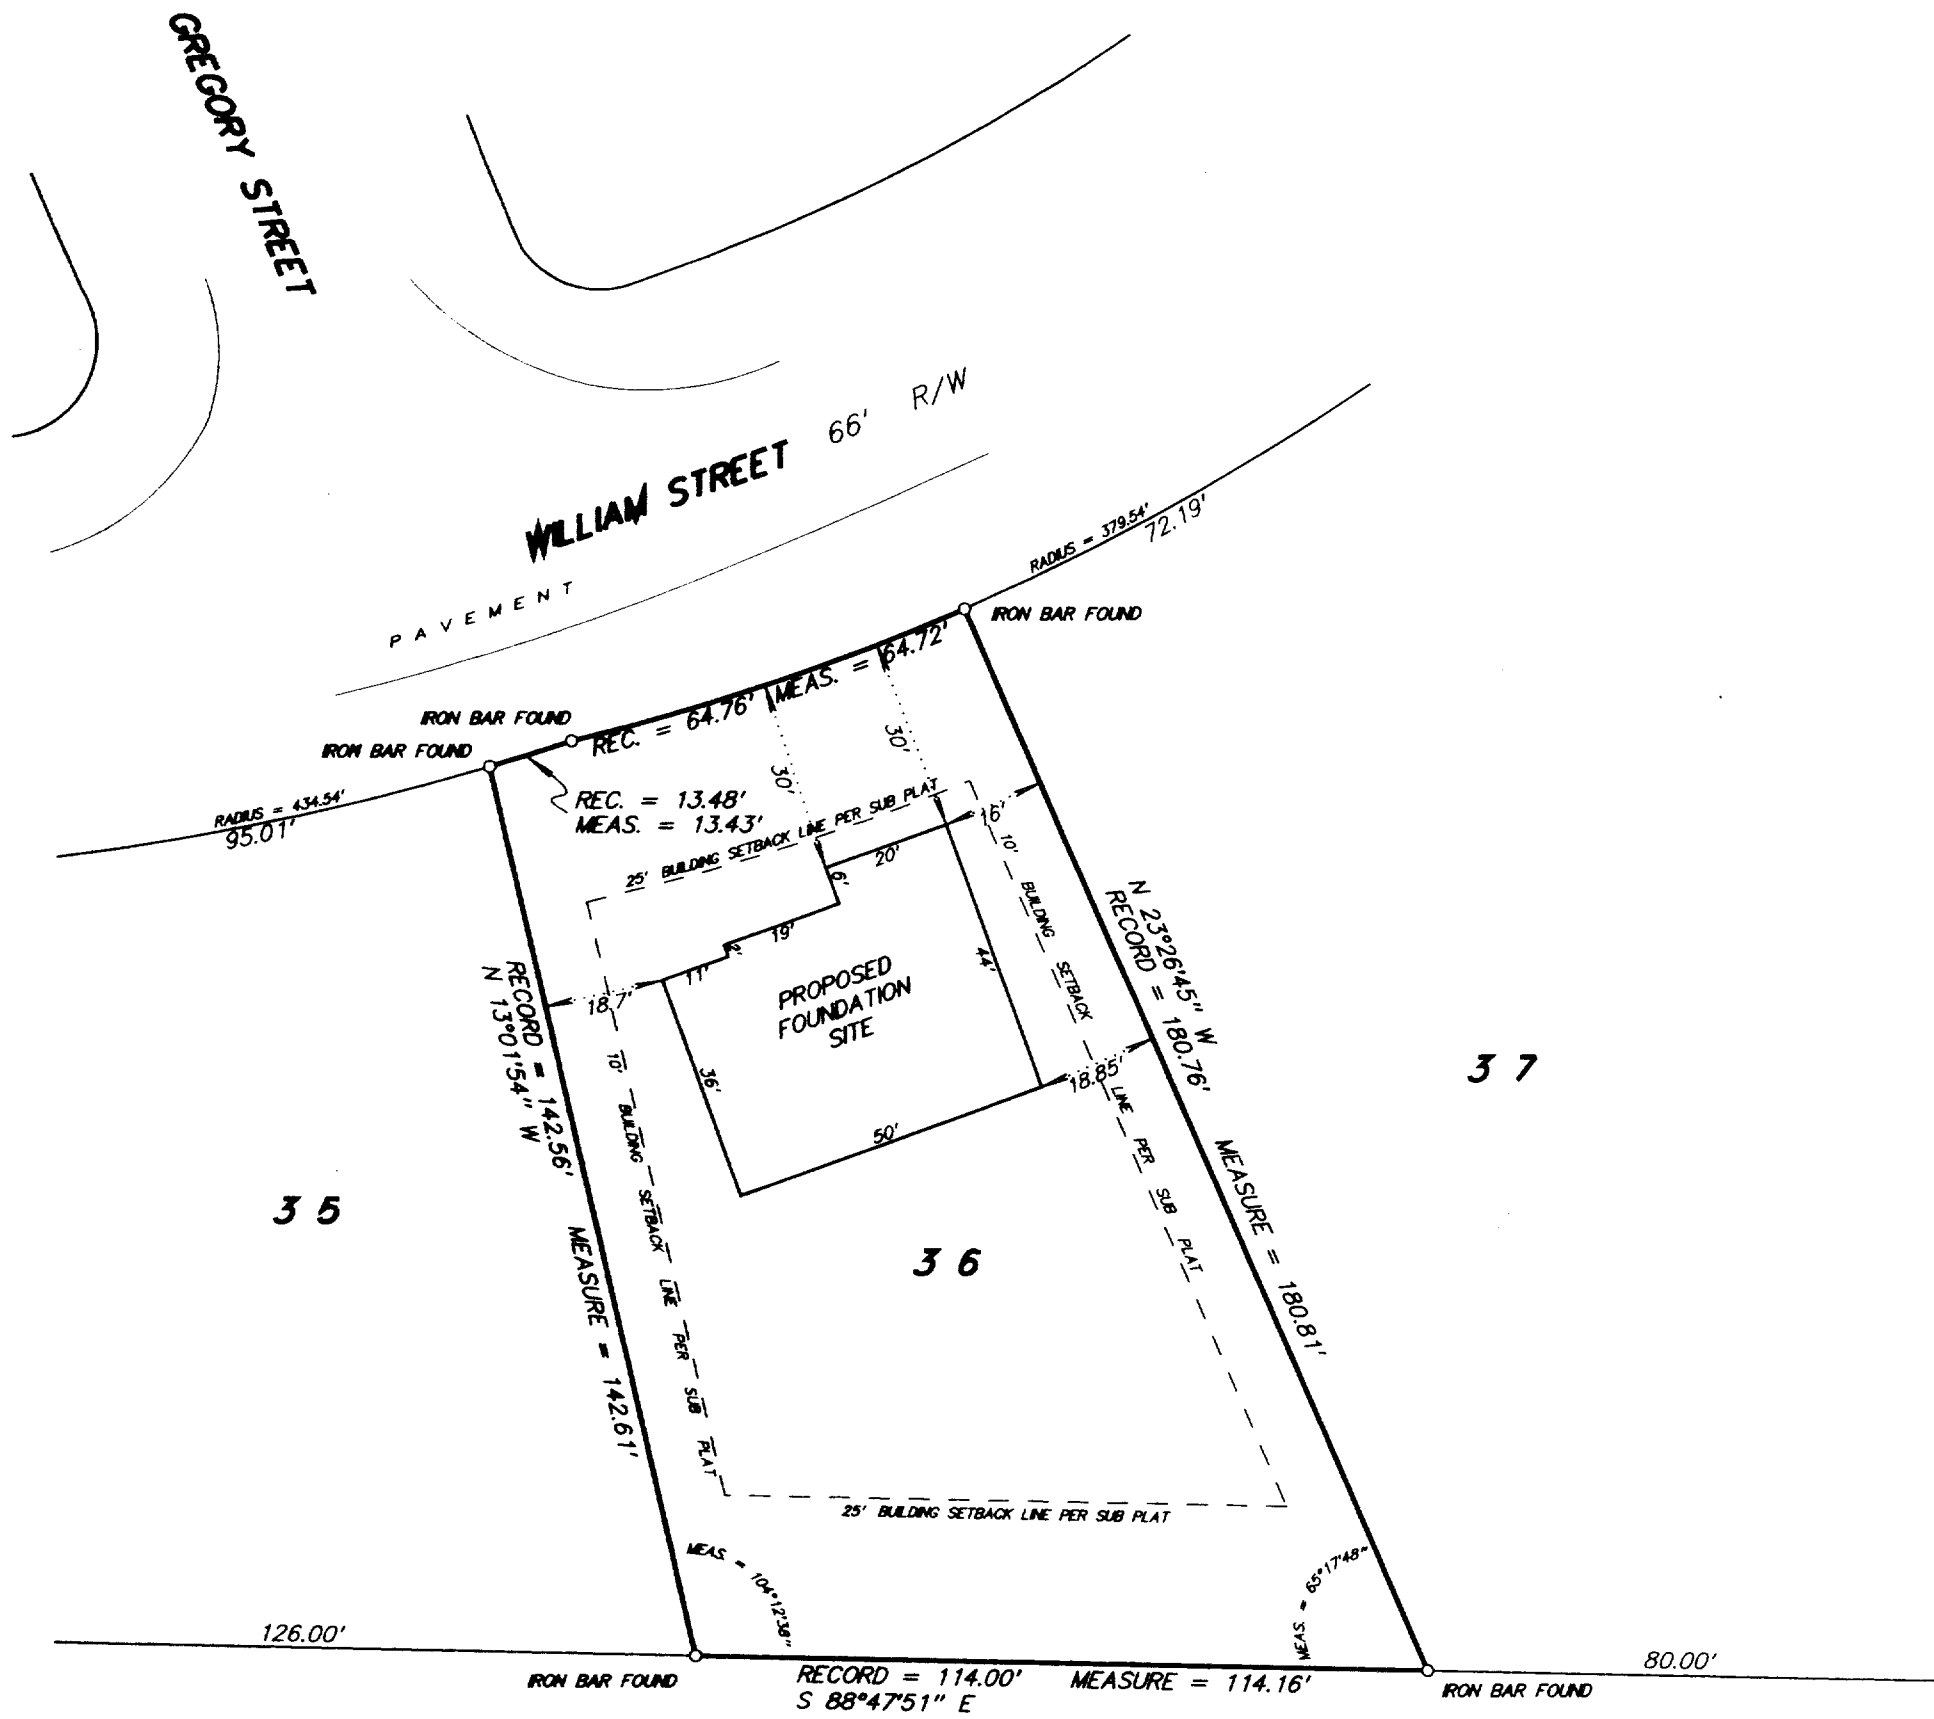 GREGORY STREET
WILLIAM STREET 66' R/W
PAVEMENT
RADIUS = 379.54'
72.19'
IRON BAR FOUND
REC. = 64.76' MEAS. = 64.72'
IRON BAR FOUND
IRON BAR FOUND
RADIUS = 434.54'
95.01'
REC. = 13.48'
MEAS. = 13.43'
30'
30'
25' BUILDING SETBACK LINE PER SUB PLAT
16'
20'
6'
19'
2'
11'
18.7'
44'
36'
50'
18.85'
PROPOSED
FOUNDATION
SITE
10' BUILDING SETBACK LINE PER SUB PLAT
10' BUILDING SETBACK LINE PER SUB PLAT
N 23°26'45" W
RECORD = 180.76' MEASURE = 180.81'
RECORD = 142.56' MEASURE = 142.61'
N 13°01'54" W
35
36
37
25' BUILDING SETBACK LINE PER SUB PLAT
MEAS. = 104°12'38"
MEAS. = 65°17'48"
126.00'
IRON BAR FOUND
RECORD = 114.00' MEASURE = 114.16'
S 88°47'51" E
80.00'
IRON BAR FOUND